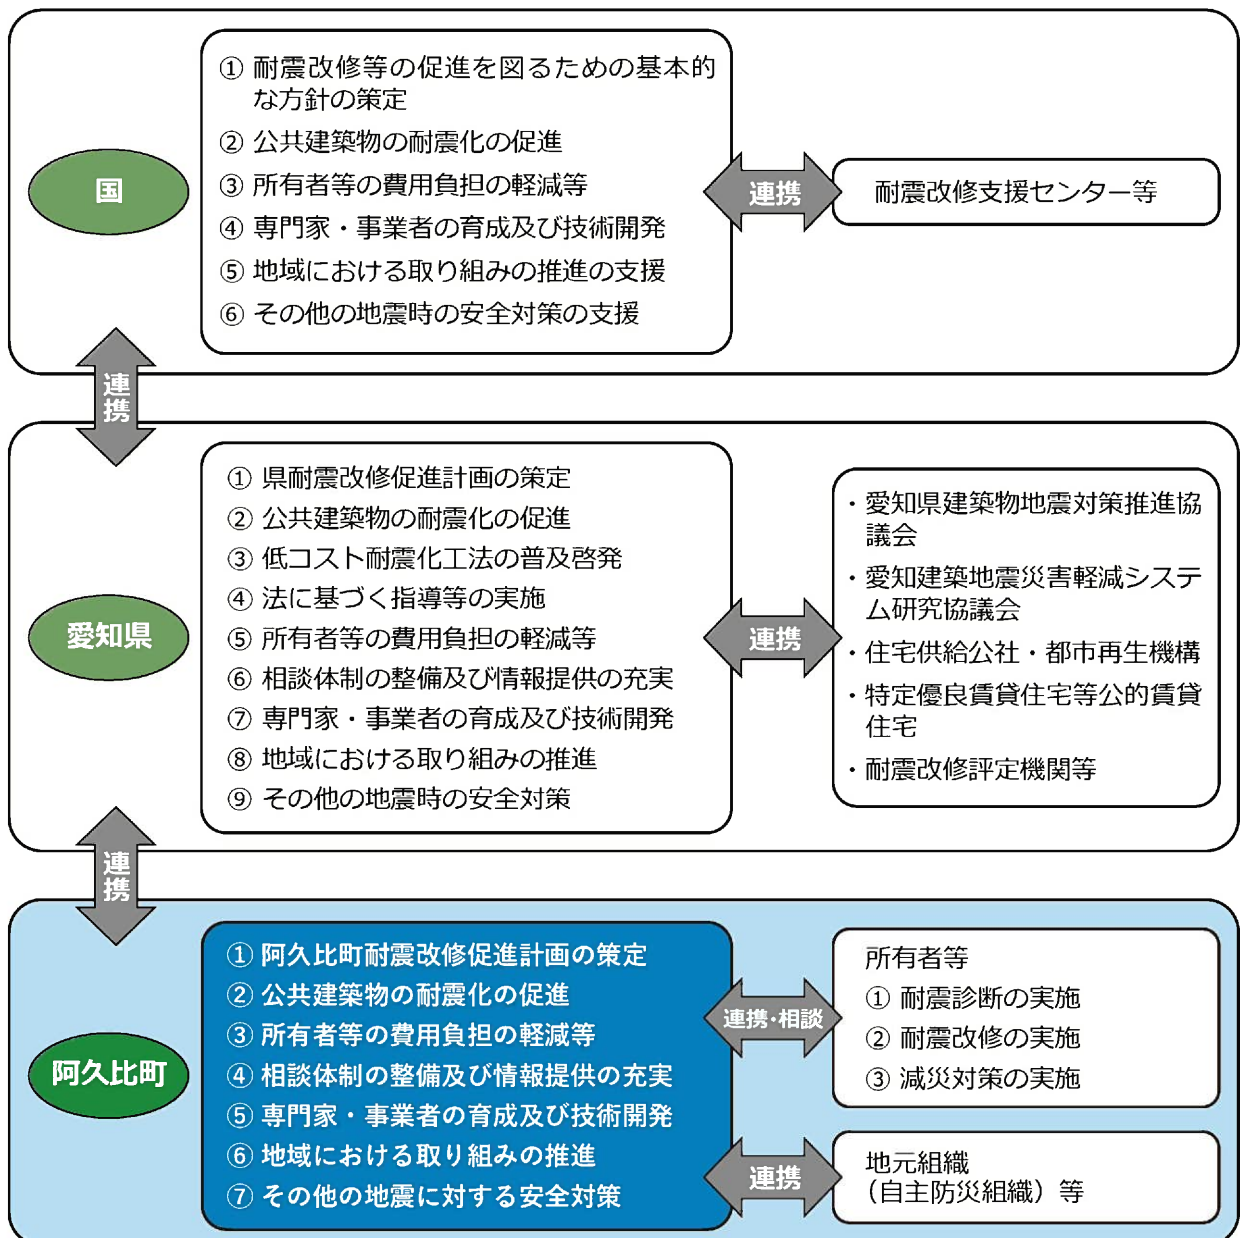 国
① 耐震改修等の促進を図るための基本的
な方針の策定
② 公共建築物の耐震化の促進
③ 所有者等の費用負担の軽減等
④ 専門家・事業者の育成及び技術開発
⑤ 地域における取り組みの推進の支援
⑥ その他の地震時の安全対策の支援
連携
耐震改修支援センター等
連携
愛知県
① 県耐震改修促進計画の策定
② 公共建築物の耐震化の促進
③ 低コスト耐震化工法の普及啓発
④ 法に基づく指導等の実施
⑤ 所有者等の費用負担の軽減等
⑥ 相談体制の整備及び情報提供の充実
⑦ 専門家・事業者の育成及び技術開発
⑧ 地域における取り組みの推進
⑨ その他の地震時の安全対策
連携
・愛知県建築物地震対策推進協
議会
・愛知建築地震災害軽減システ
ム研究協議会
・住宅供給公社・都市再生機構
・特定優良賃貸住宅等公的賃貸
住宅
・耐震改修評定機関等
連携
阿久比町
① 阿久比町耐震改修促進計画の策定
② 公共建築物の耐震化の促進
③ 所有者等の費用負担の軽減等
④ 相談体制の整備及び情報提供の充実
⑤ 専門家・事業者の育成及び技術開発
⑥ 地域における取り組みの推進
⑦ その他の地震に対する安全対策
連携・相談
所有者等
① 耐震診断の実施
② 耐震改修の実施
③ 減災対策の実施
連携
地元組織
（自主防災組織）等